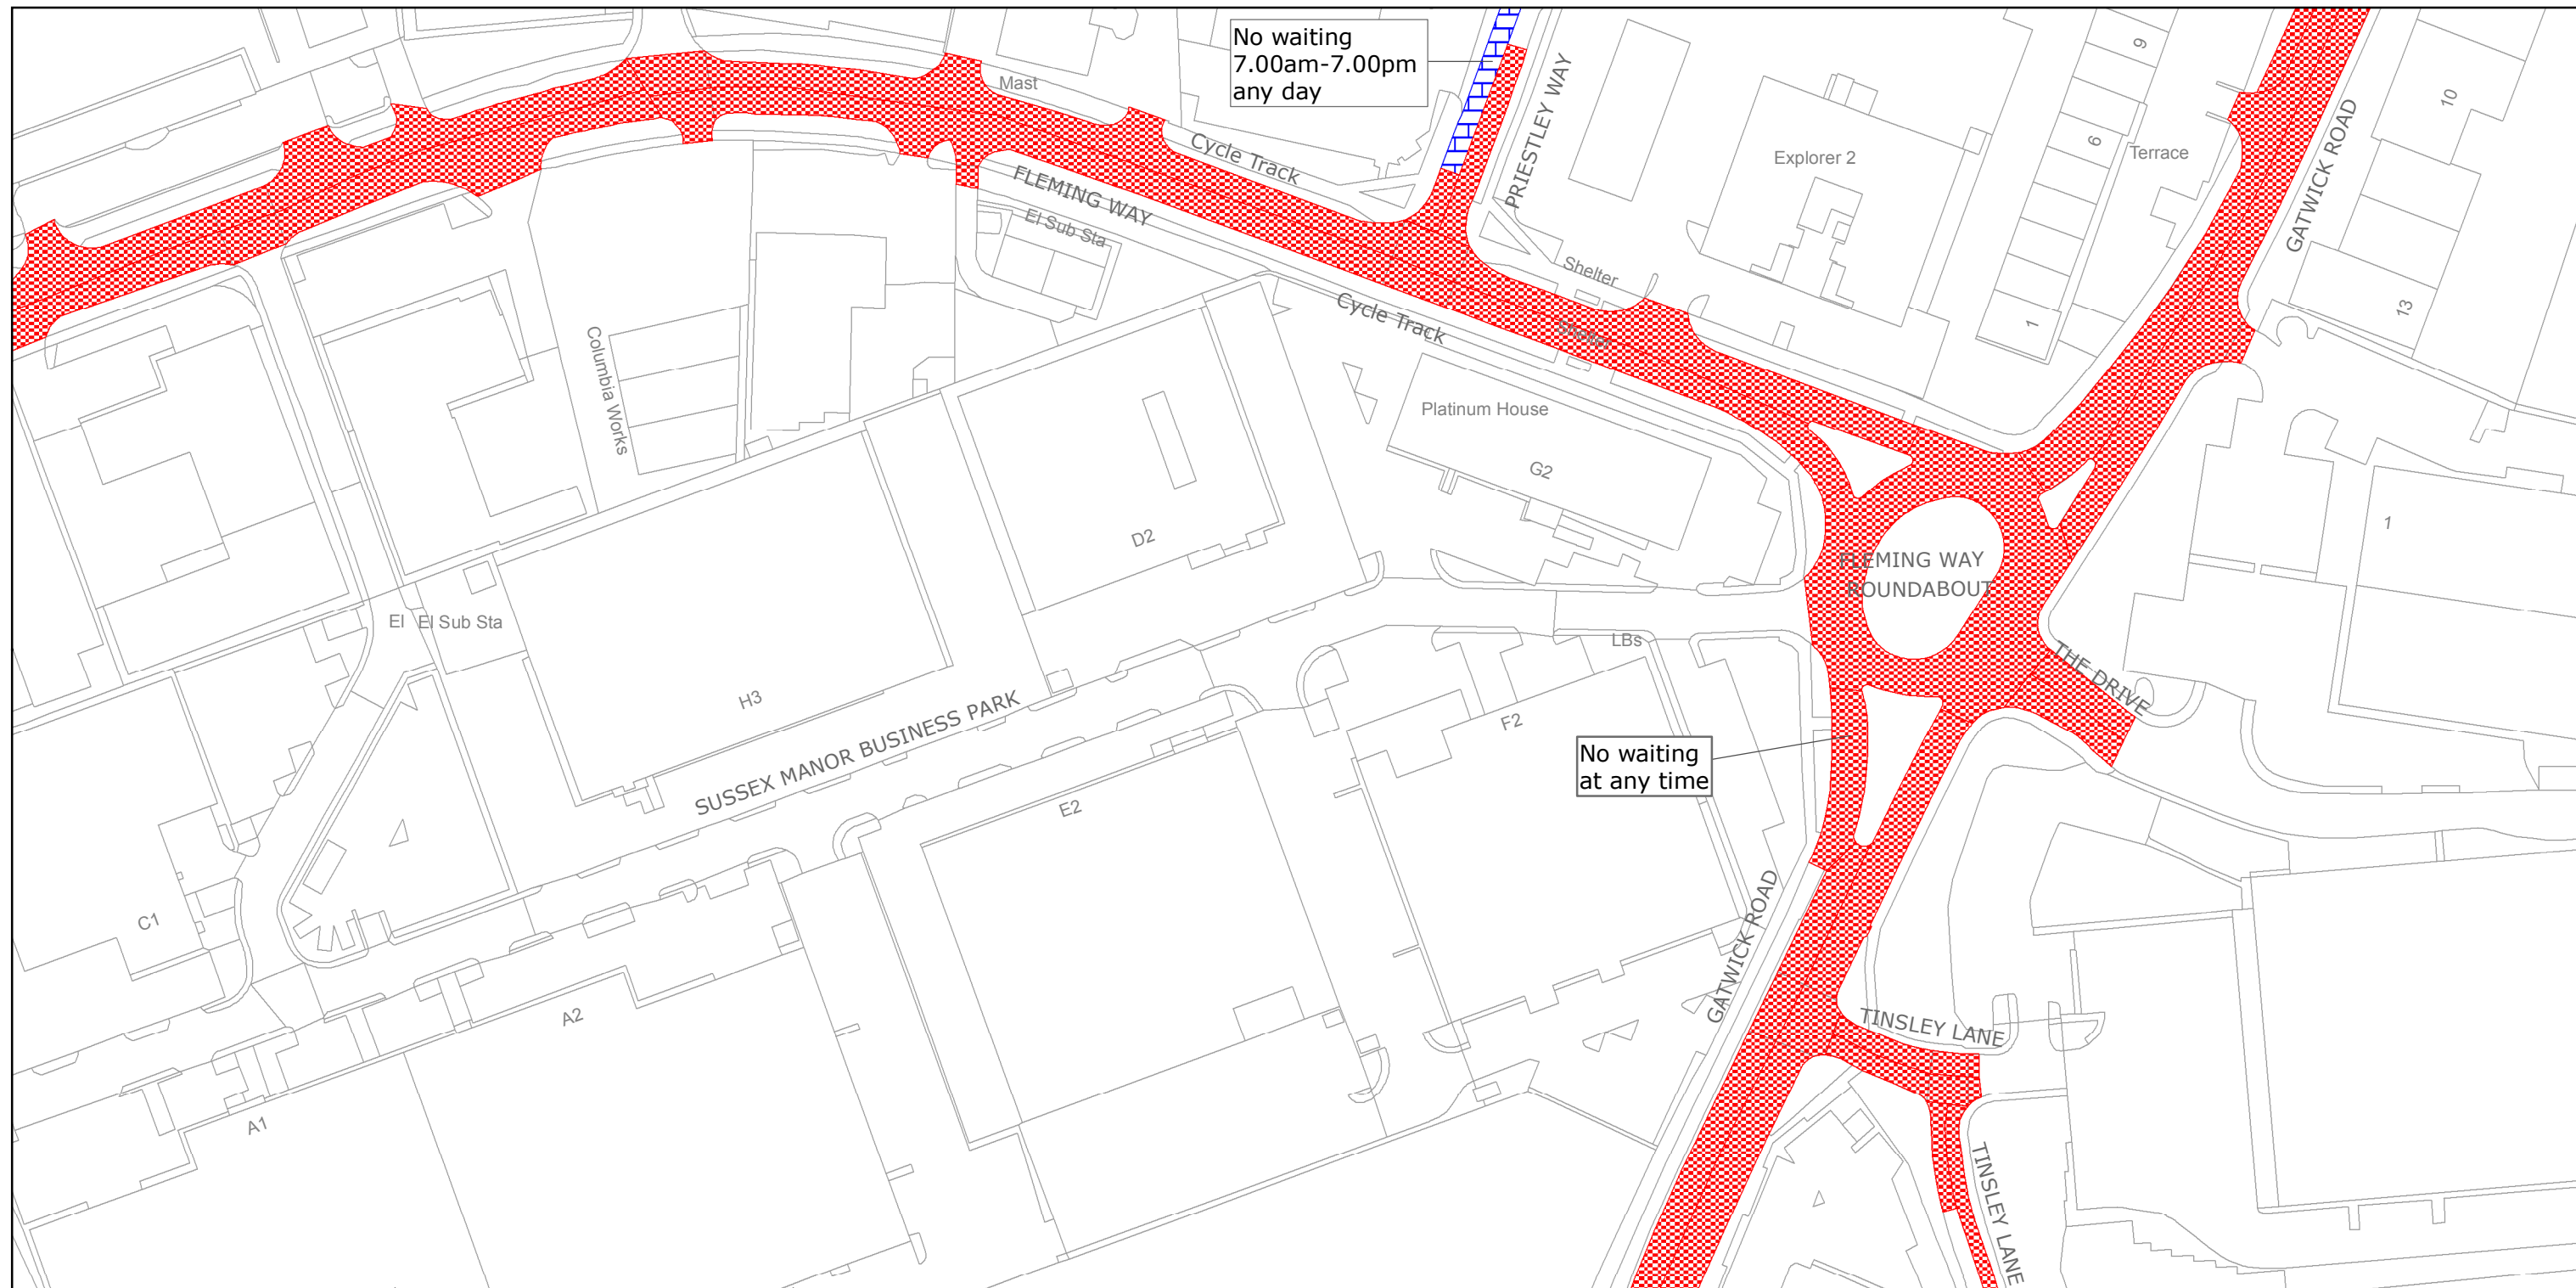 No waiting
7.00am-7.00pm
any day
Mast
Cycle Track
PRIESTLEY WAY
Explorer 2
9
6
Terrace
GATWICK ROAD
10
FLEMING WAY
El Sub Sta
Shelter
Cycle Track
Shelter
1
13
Columbia Works
Platinum House
G2
D2
1
FLEMING WAY
ROUNDABOUT
El
El Sub Sta
LBs
THE DRIVE
H3
SUSSEX MANOR BUSINESS PARK
F2
No waiting
at any time
E2
C1
GATWICK ROAD
A2
TINSLEY LANE
A1
TINSLEY LANE